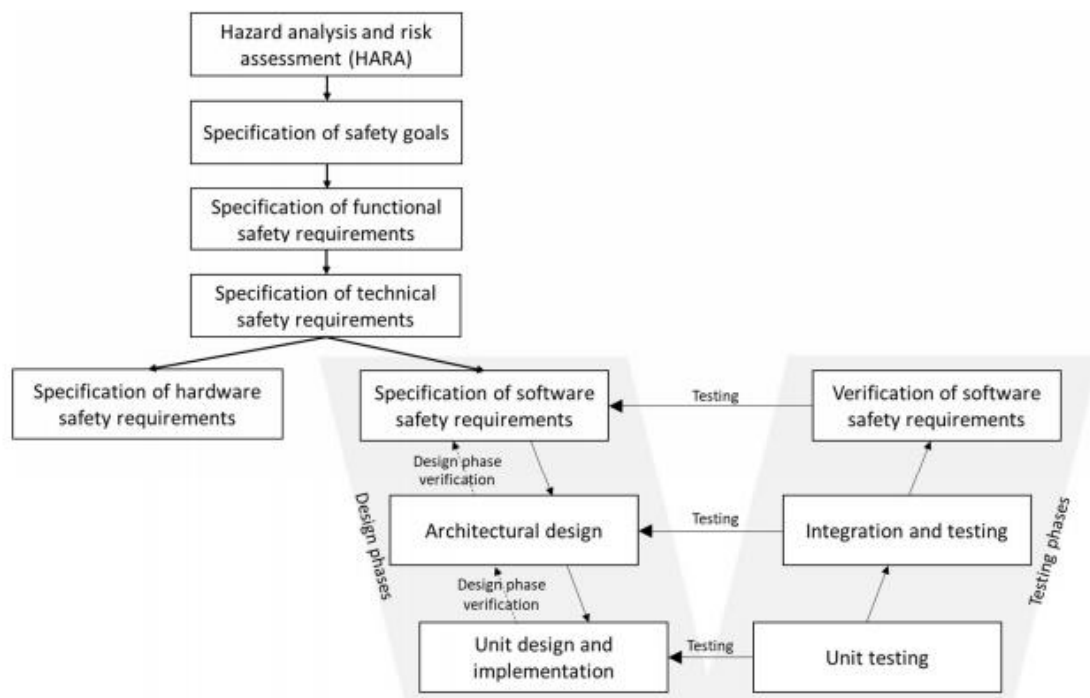 Hazard analysis and risk
assessment (HARA)
Specification of safety goals
Specification of functional
safety requirements
Specification of technical
safety requirements
Specification of hardware
safety requirements
Specification of software
safety requirements
Testing
Verification of software
safety requirements
Design phase
verification
Design phases
Architectural design
Testing
Integration and testing
Testing phases
Design phase
verification
Unit design and
implementation
Testing
Unit testing